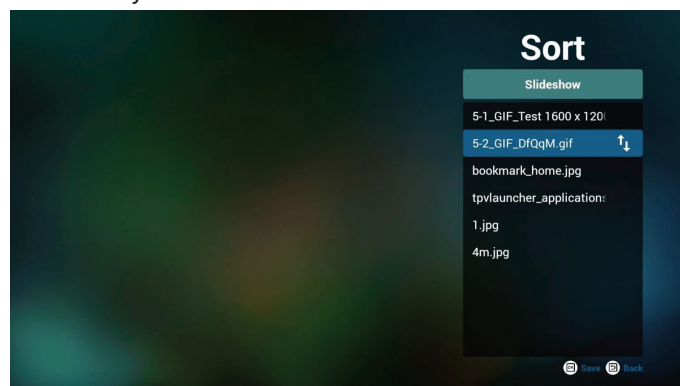 Sort
Slideshow
5-1_GIF_Test 1600 x 120
5-2_GIF_DfQqM.gif
bookmark_home.jpg
tpvlauncher_applications
1.jpg
4m.jpg
Save Back